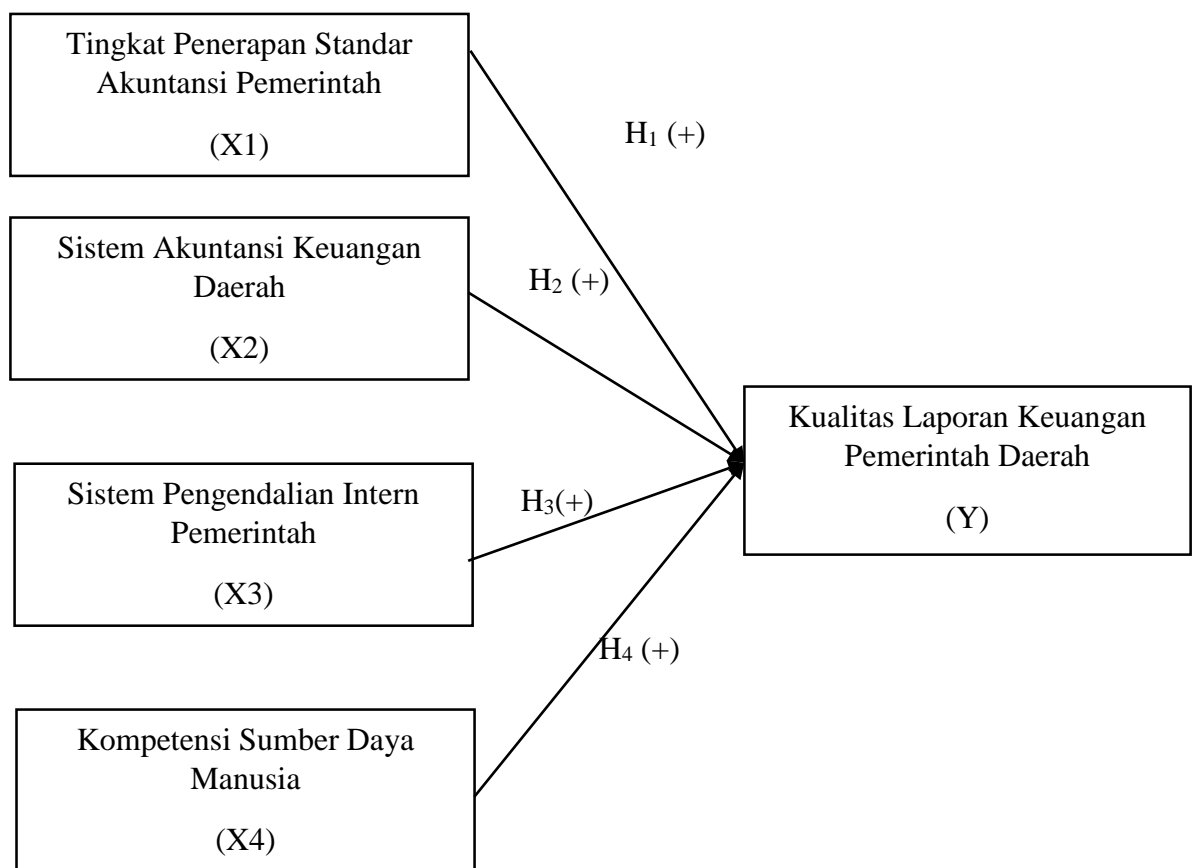 Tingkat Penerapan Standar
Akuntansi Pemerintah
(X1)
H₁ (+)
Sistem Akuntansi Keuangan
Daerah
(X2)
H₂ (+)
Kualitas Laporan Keuangan
Pemerintah Daerah
(Y)
Sistem Pengendalian Intern
Pemerintah
(X3)
H₃(+)
H₄ (+)
Kompetensi Sumber Daya
Manusia
(X4)